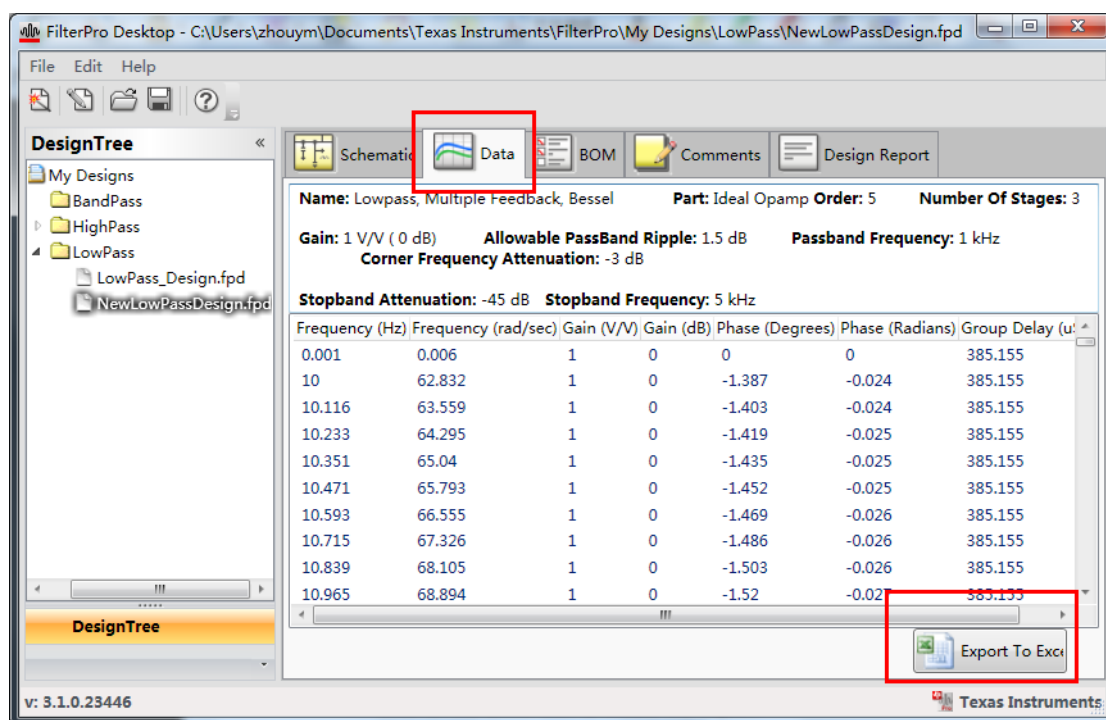 FilterPro Desktop - C:\Users\zhouym\Documents\Texas Instruments\FilterPro\My Designs\LowPass\NewLowPassDesign.fpd
File Edit Help
DesignTree «
My Designs
BandPass
HighPass
LowPass
LowPass_Design.fpd
NewLowPassDesign.fpd
DesignTree
Schematic Data BOM Comments Design Report
Name: Lowpass, Multiple Feedback, Bessel Part: Ideal Opamp Order: 5 Number Of Stages: 3
Gain: 1 V/V ( 0 dB) Allowable PassBand Ripple: 1.5 dB Passband Frequency: 1 kHz
Corner Frequency Attenuation: -3 dB
Stopband Attenuation: -45 dB Stopband Frequency: 5 kHz
Frequency (Hz) Frequency (rad/sec) Gain (V/V) Gain (dB) Phase (Degrees) Phase (Radians) Group Delay (u
0.001 0.006 1 0 0 0 385.155
10 62.832 1 0 -1.387 -0.024 385.155
10.116 63.559 1 0 -1.403 -0.024 385.155
10.233 64.295 1 0 -1.419 -0.025 385.155
10.351 65.04 1 0 -1.435 -0.025 385.155
10.471 65.793 1 0 -1.452 -0.025 385.155
10.593 66.555 1 0 -1.469 -0.026 385.155
10.715 67.326 1 0 -1.486 -0.026 385.155
10.839 68.105 1 0 -1.503 -0.026 385.155
10.965 68.894 1 0 -1.52 -0.027 385.155
Export To Exce
v: 3.1.0.23446 Texas Instruments